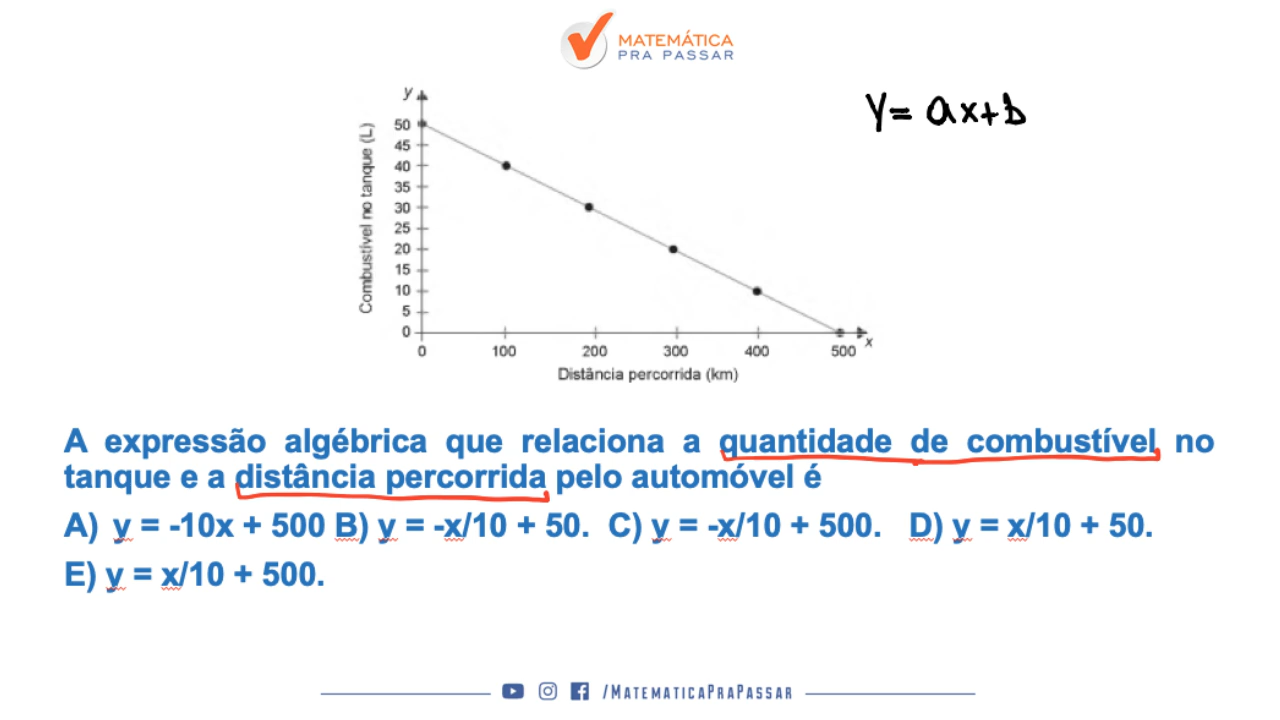 MATEMÁTICA
PRA PASSAR
y
Y = ax+b
Combustível no tanque (L)
50
45
40
35
30
25
20
15
10
5
0
0 100 200 300 400 500 x
Distância percorrida (km)
A expressão algébrica que relaciona a quantidade de combustível no
tanque e a distância percorrida pelo automóvel é
A) y = -10x + 500 B) y = -x/10 + 50. C) y = -x/10 + 500. D) y = x/10 + 50.
E) y = x/10 + 500.
/MATEMATICAPRAPASSAR